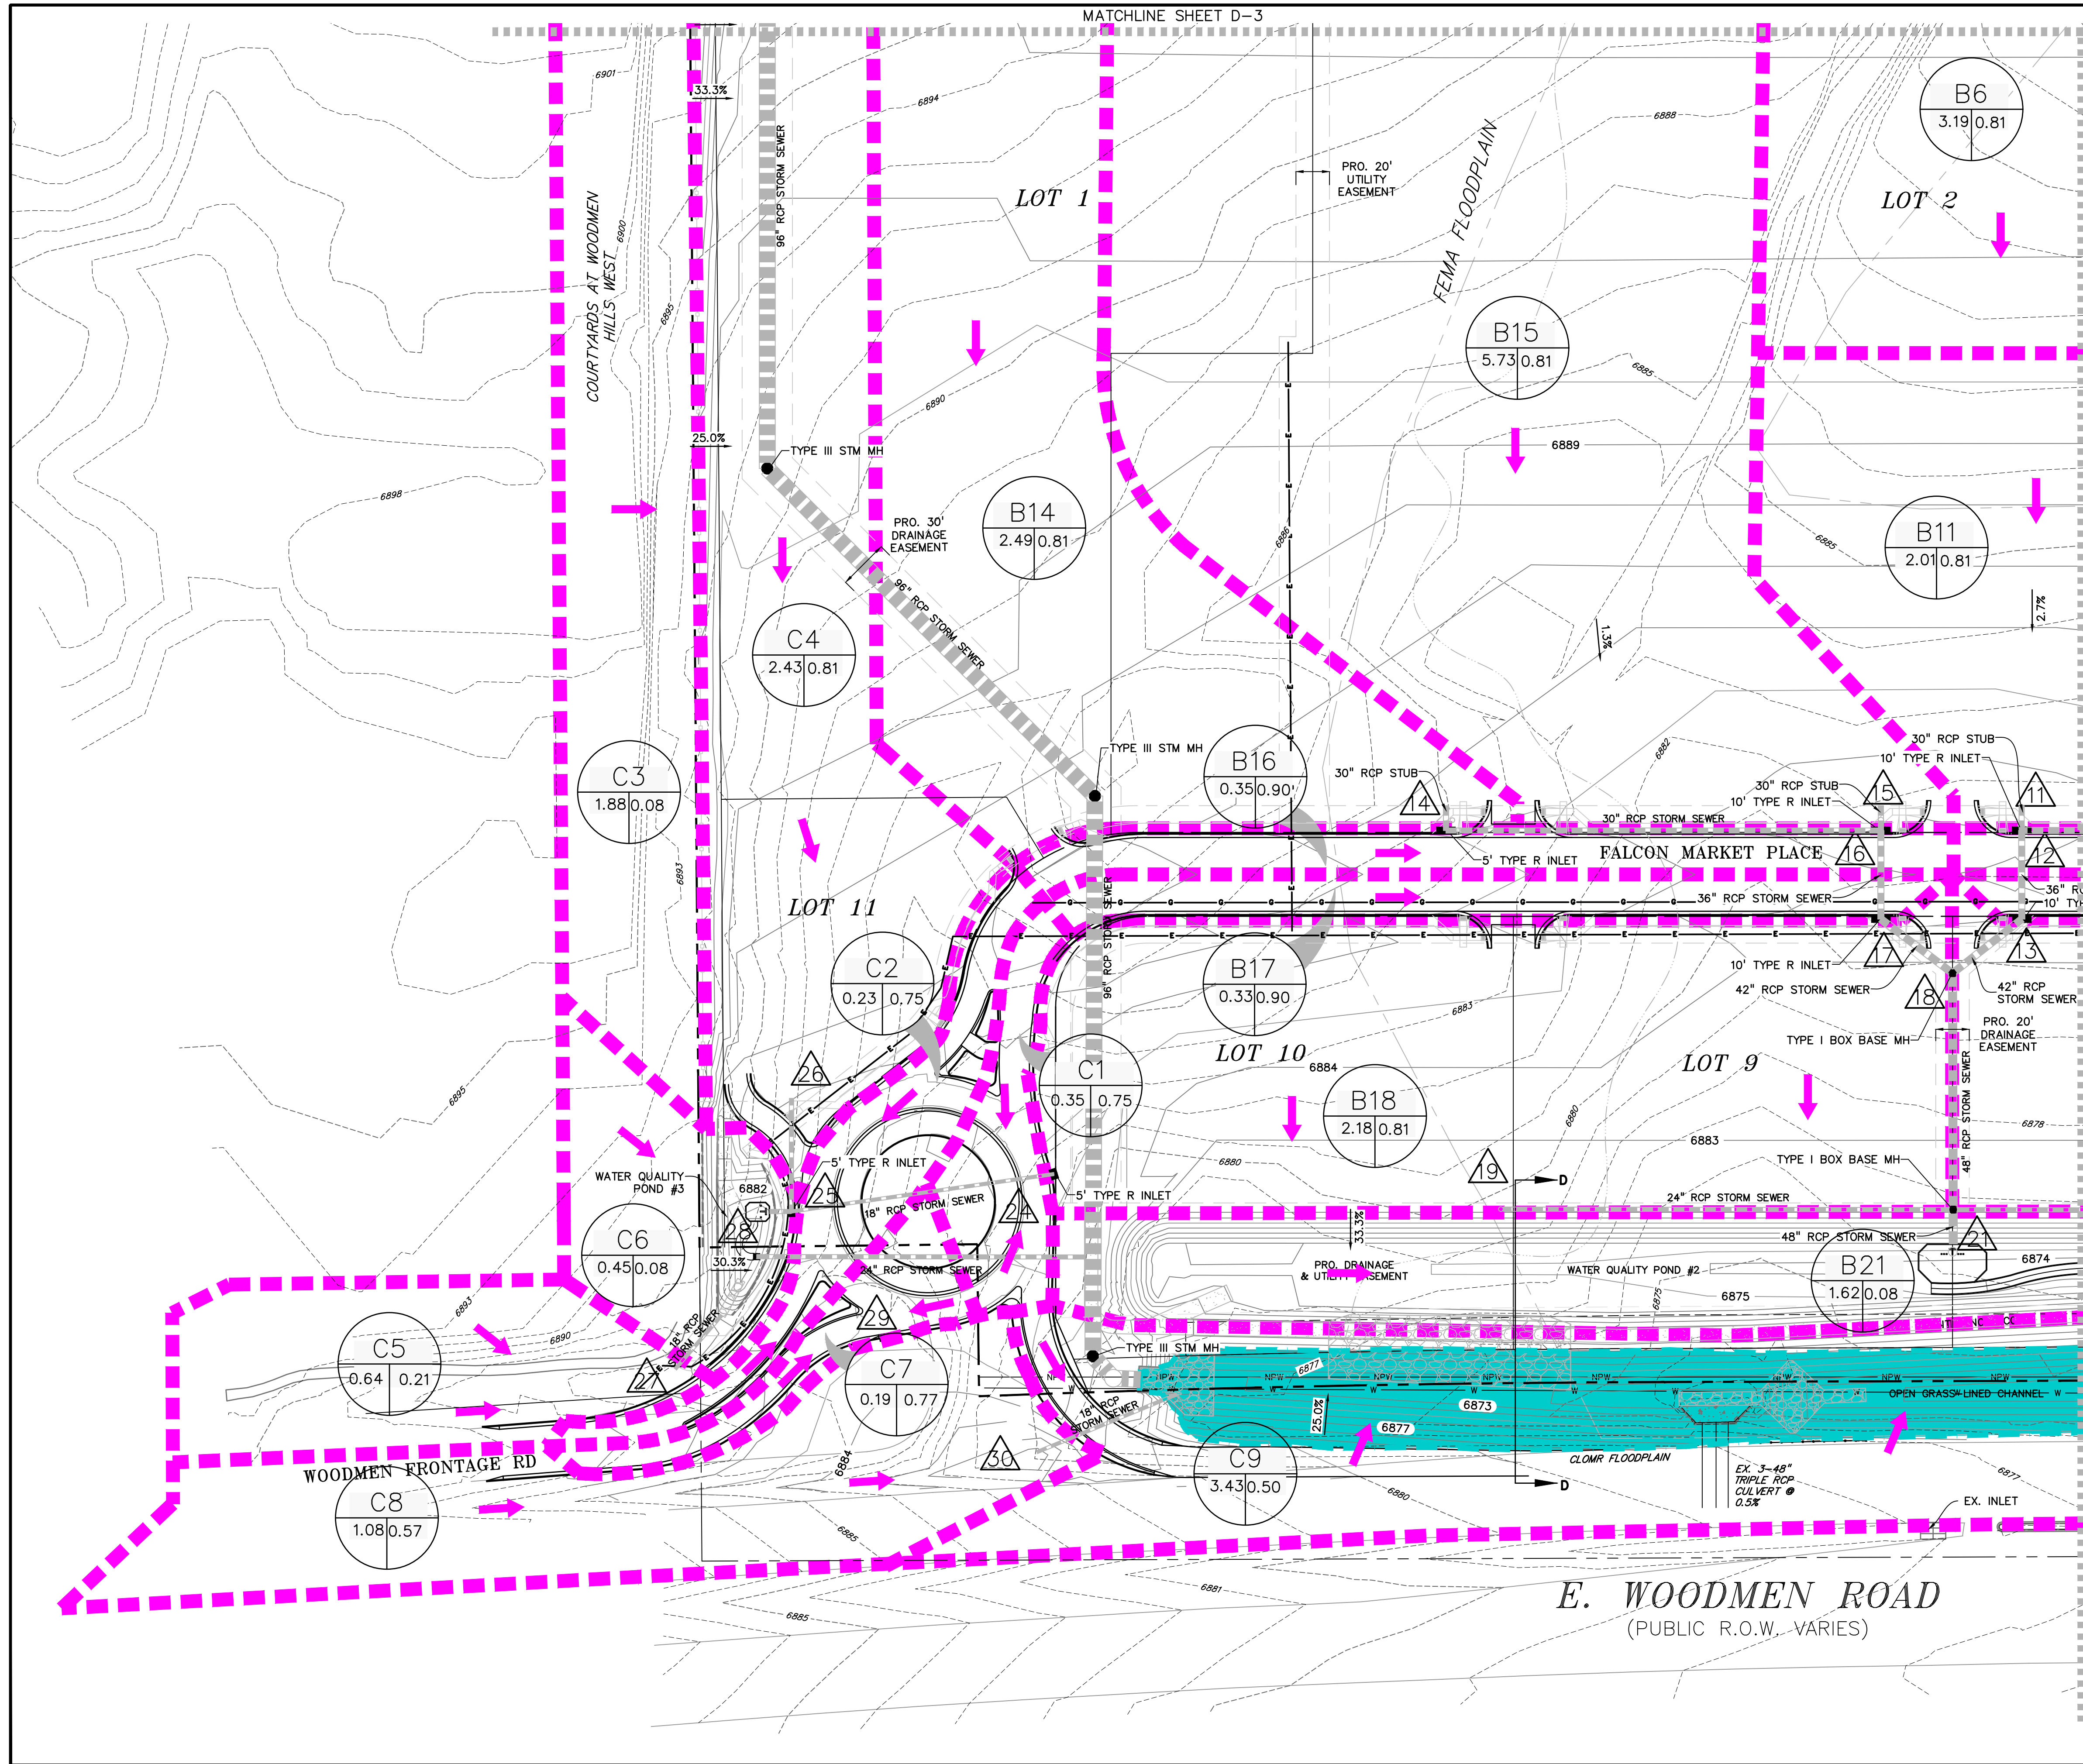 MATCHLINE SHEET D-3
6901
33.3%
6894
6888
B6
3.19 0.81
96" RCP STORM SEWER
PRO. 20'
UTILITY
EASEMENT
FEMA FLOODPLAIN
LOT 1
LOT 2
COURTYARDS AT WOODMEN
HILLS WEST
6900
6895
B15
5.73 0.81
6885
6890
25.0%
TYPE III STM MH
6889
6898
B14
2.49 0.81
PRO. 30'
DRAINAGE
EASEMENT
6886
6885
B11
2.01 0.81
96" RCP STORM SEWER
2.7%
1.3%
C4
2.43 0.81
TYPE III STM MH
B16
0.35 0.90
30" RCP STUB
14
6882
30" RCP STUB
10' TYPE R INLET
30" RCP STUB
10' TYPE R INLET
15
11
C3
1.88 0.08
30" RCP STORM SEWER
5' TYPE R INLET
FALCON MARKET PLACE
16
12
6893
96" RCP STORM SEWER
36" RCP STORM SEWER
LOT 11
C2
0.23 0.75
B17
0.33 0.90
10' TYPE R INLET
17
13
42" RCP STORM SEWER
18
42" RCP
STORM SEWER
6883
TYPE I BOX BASE MH
PRO. 20'
DRAINAGE
EASEMENT
LOT 10
LOT 9
6884
26
C1
0.35 0.75
B18
2.18 0.81
6880
48" RCP STORM SEWER
6878
6895
6883
6880
19
D
TYPE I BOX BASE MH
WATER QUALITY
POND #3
6882
5' TYPE R INLET
25
5' TYPE R INLET
18" RCP STORM SEWER
24
24" RCP STORM SEWER
28
33.3%
48" RCP STORM SEWER
21
6874
C6
0.45 0.08
30.3%
24" RCP STORM SEWER
PRO. DRAINAGE
& UTILITY EASEMENT
WATER QUALITY POND #2
B21
1.62 0.08
6893
6875
6875
18" RCP
STORM SEWER
29
6890
C5
0.64 0.21
27
C7
0.19 0.77
TYPE III STM MH
6877
NPW NPW NPW NPW NPW NPW NPW
OPEN GRASS LINED CHANNEL
18" RCP
STORM SEWER
25.0%
6873
6877
6884
30
C9
3.43 0.50
WOODMEN FRONTAGE RD
CLOMR FLOODPLAIN
D
EX. 3-48"
TRIPLE RCP
CULVERT @
0.5%
6877
C8
1.08 0.57
6880
EX. INLET
6885
6881
6885
E. WOODMEN ROAD
(PUBLIC R.O.W. VARIES)